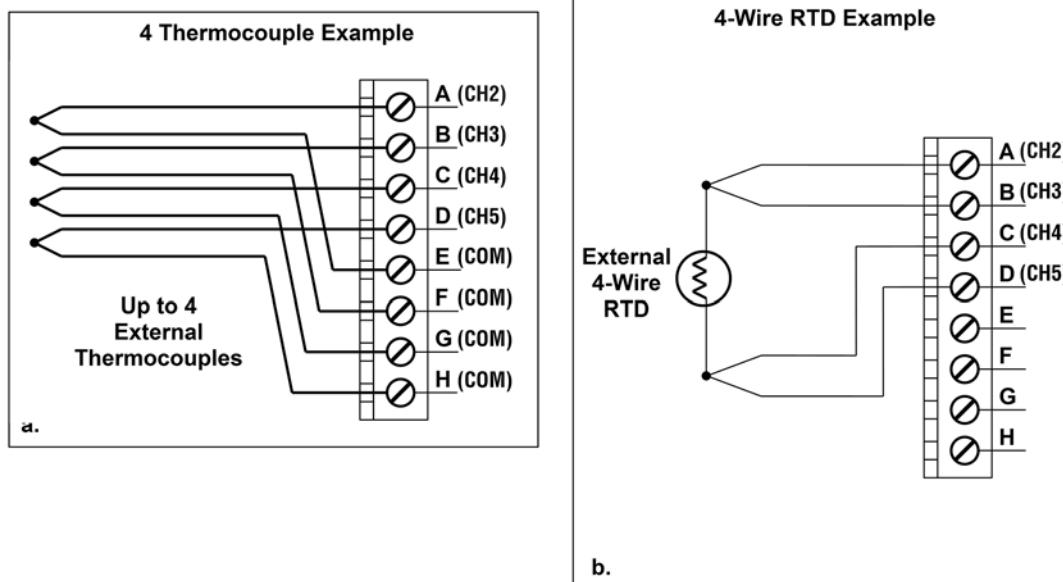 4 Thermocouple Example
A (CH2)
B (CH3)
C (CH4)
D (CH5)
E (COM)
F (COM)
G (COM)
H (COM)
Up to 4
External
Thermocouples
a.
4-Wire RTD Example
A (CH2
B (CH3
C (CH4
D (CH5
E
F
G
H
External
4-Wire
RTD
b.